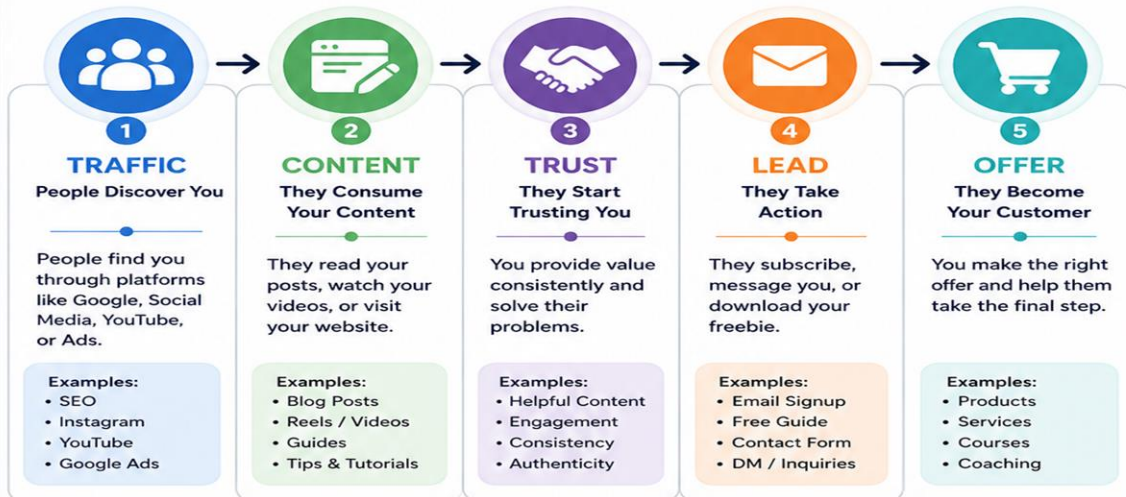 1
TRAFFIC
People Discover You
People find you
through platforms
like Google, Social
Media, YouTube,
or Ads.
Examples:
• SEO
• Instagram
• YouTube
• Google Ads
2
CONTENT
They Consume
Your Content
They read your
posts, watch your
videos, or visit
your website.
Examples:
• Blog Posts
• Reels / Videos
• Guides
• Tips & Tutorials
3
TRUST
They Start
Trusting You
You provide value
consistently and
solve their
problems.
Examples:
• Helpful Content
• Engagement
• Consistency
• Authenticity
4
LEAD
They Take
Action
They subscribe,
message you, or
download your
freebie.
Examples:
• Email Signup
• Free Guide
• Contact Form
• DM / Inquiries
5
OFFER
They Become
Your Customer
You make the right
offer and help them
take the final step.
Examples:
• Products
• Services
• Courses
• Coaching